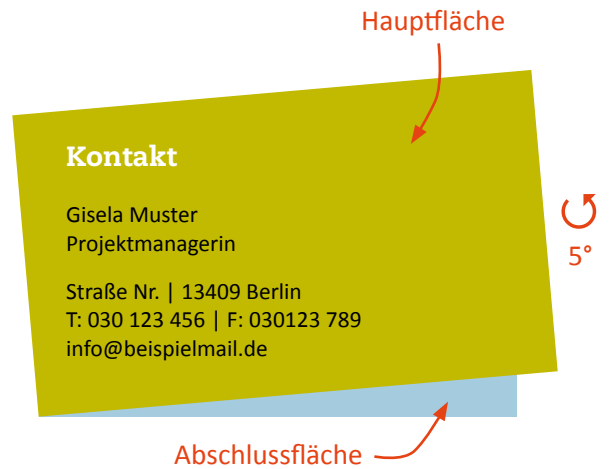 Hauptfläche
Kontakt
Gisela Muster
Projektmanagerin
Straße Nr. | 13409 Berlin
T: 030 123 456 | F: 030123 789
info@beispielmail.de
5°
Abschlussfläche